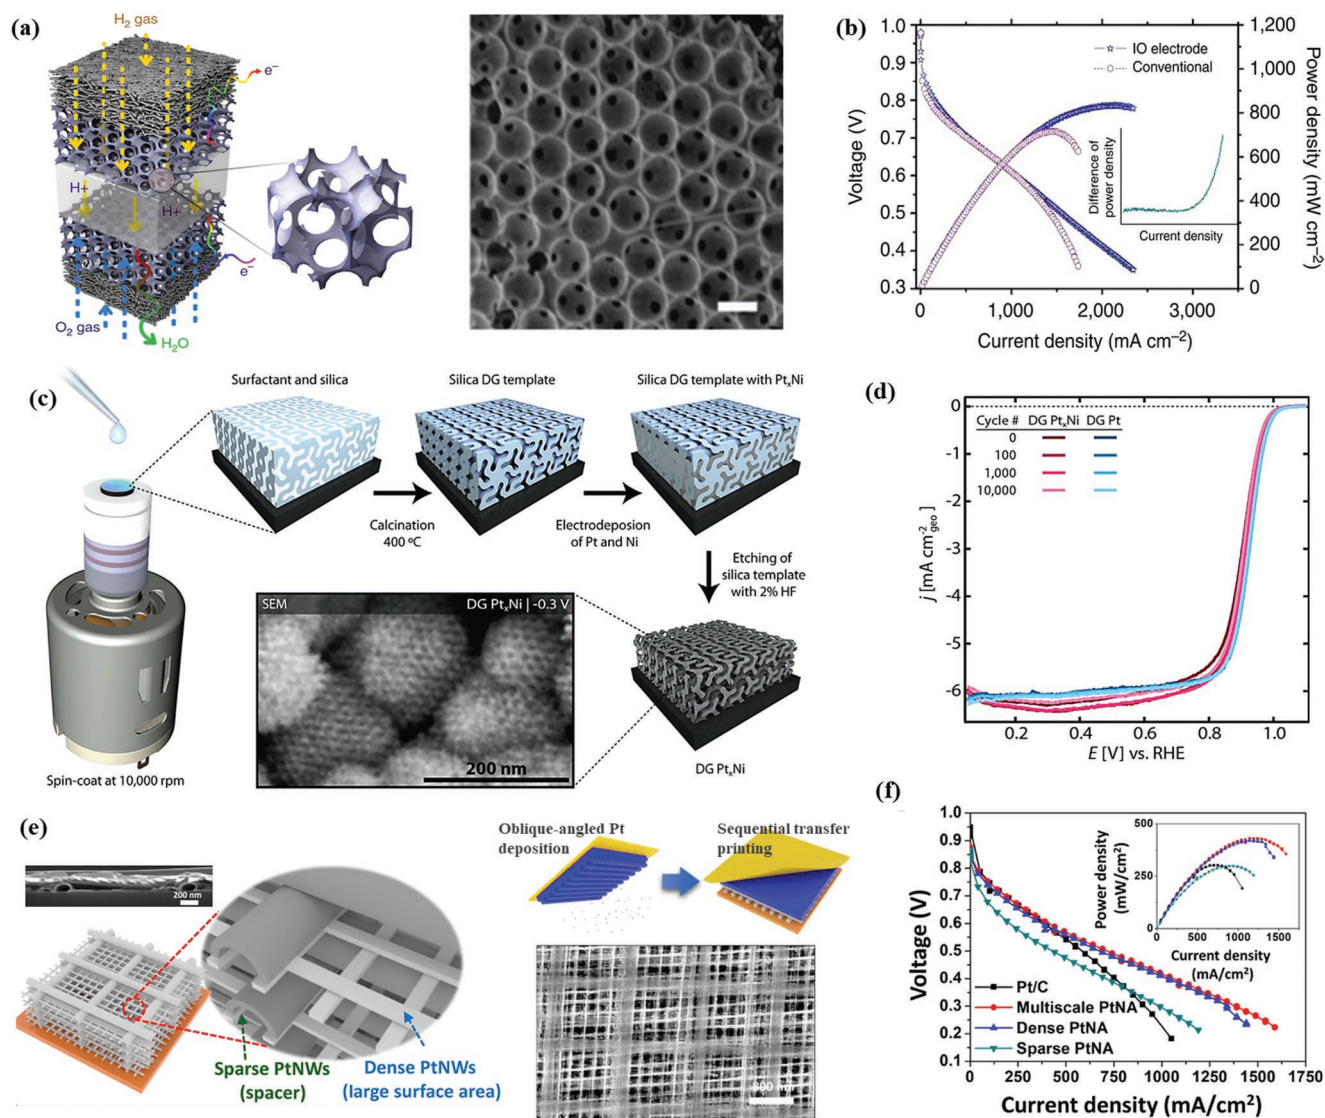 (a)
H₂ gas
e⁻
H+
H+
e⁻
O₂ gas
H₂O
(b)
IO electrode
Conventional
1.0
0.9
0.8
0.7
0.6
0.5
0.4
0.3
Voltage (V)
1,200
1,000
800
600
400
200
0
Power density (mW cm⁻²)
Difference of
power density
Current density
0
1,000
2,000
3,000
Current density (mA cm⁻²)
(c)
Surfactant and silica
Silica DG template
Silica DG template with PtₓNi
Calcination
400 ºC
Electrodeposion
of Pt and Ni
Etching of
silica template
with 2% HF
SEM
DG PtₓNi | -0.3 V
200 nm
DG PtₓNi
Spin-coat at 10,000 rpm
(d)
Cycle # DG PtₓNi DG Pt
0
100
1,000
10,000
0
-1
-2
-3
-4
-5
-6
j [mA cm⁻²geo]
0.2 0.4 0.6 0.8 1.0
E [V] vs. RHE
(e)
200 nm
Sparse PtNWs
(spacer)
Dense PtNWs
(large surface area)
Oblique-angled Pt
deposition
Sequential transfer
printing
800 nm
(f)
1.0
0.9
0.8
0.7
0.6
0.5
0.4
0.3
0.2
0.1
Voltage (V)
Pt/C
Multiscale PtNA
Dense PtNA
Sparse PtNA
500
250
0
Power density
(mW/cm²)
0 500 1000 1500
Current density
(mA/cm²)
0 250 500 750 1000 1250 1500 1750
Current density (mA/cm²)